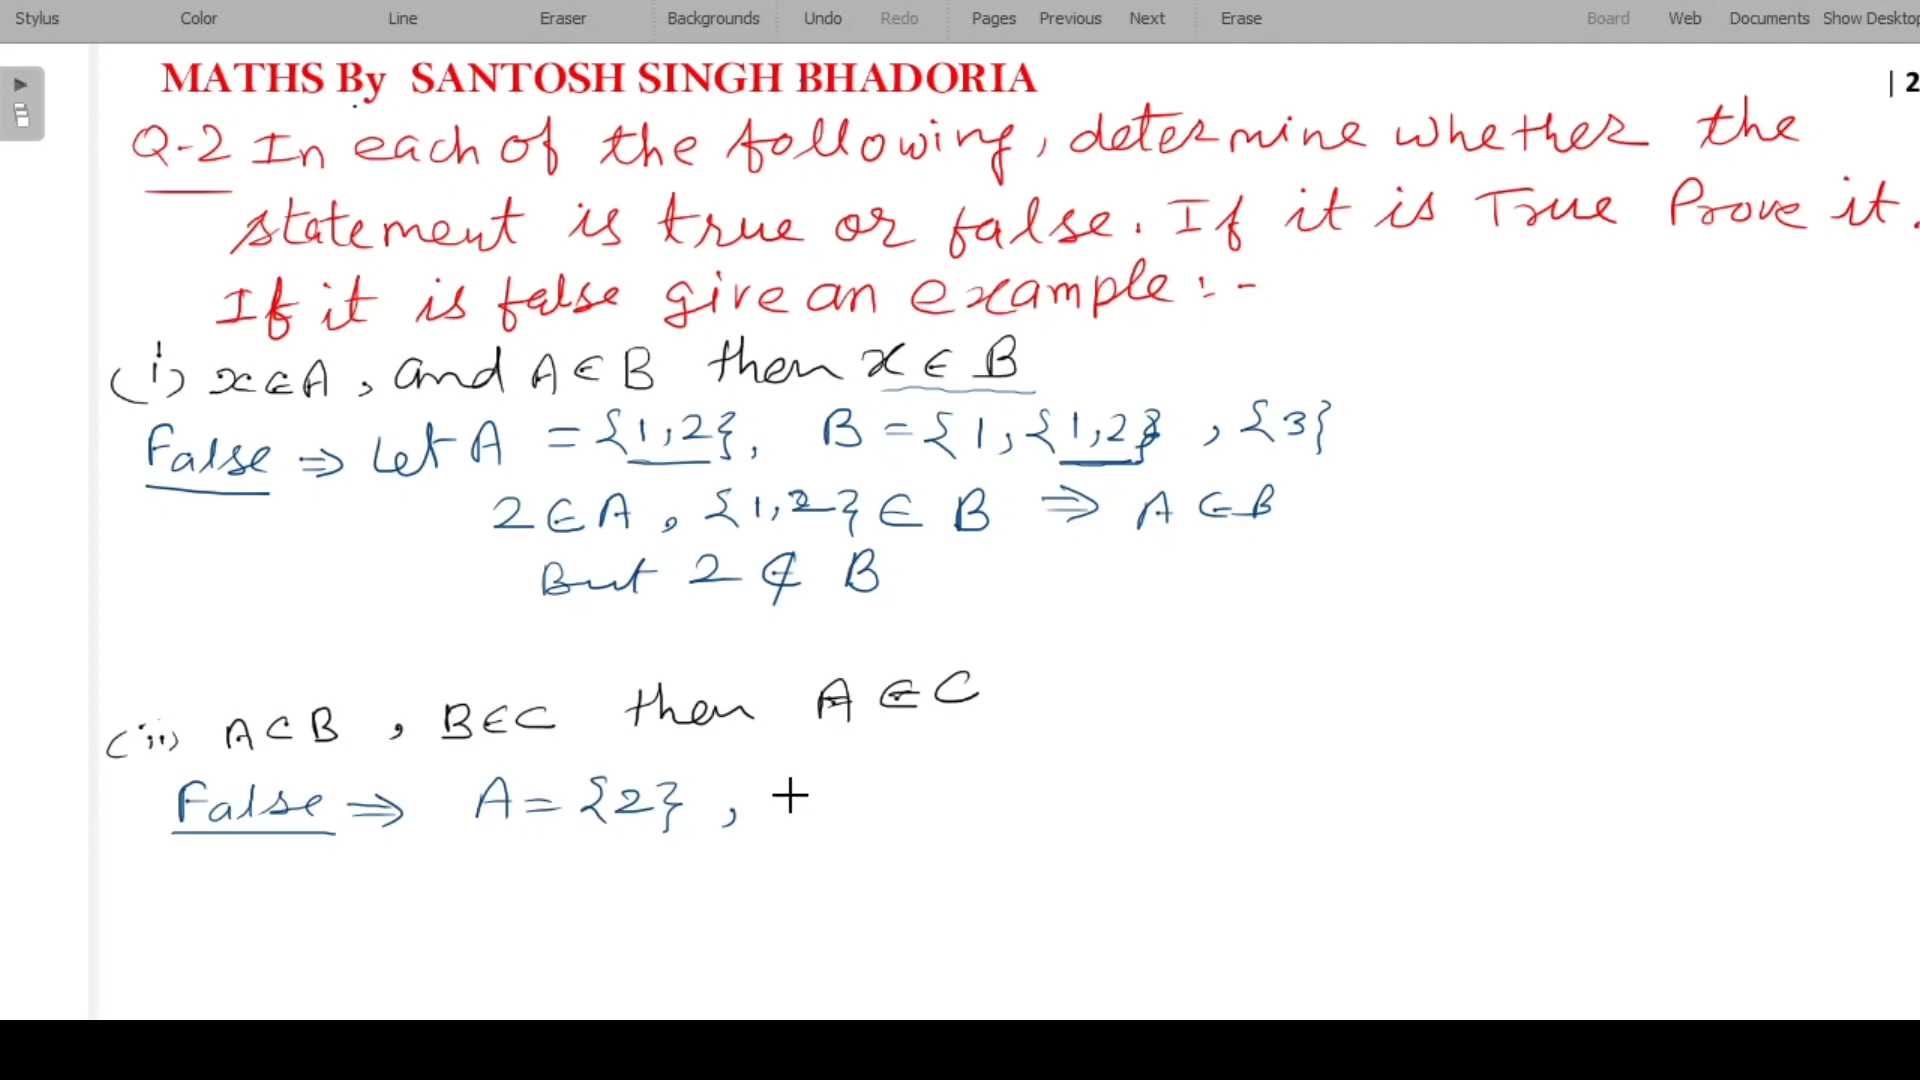 Stylus Color Line Eraser Backgrounds Undo Redo Pages Previous Next Erase Board Web Documents Show Desktop
MATHS By SANTOSH SINGH BHADORIA | 2
Q-2 In each of the following, determine whether the
statement is true or false. If it is True Prove it.
If it is false give an example :-
(i) x∈A, and A∈B then x∈B
False ⇒ Let A = {1,2}, B = {1,{1,2}, {3}
2∈A, {1,2}∈B ⇒ A∈B
But 2∉B
(ii) A⊂B, B∈C then A∈C
False ⇒ A={2},